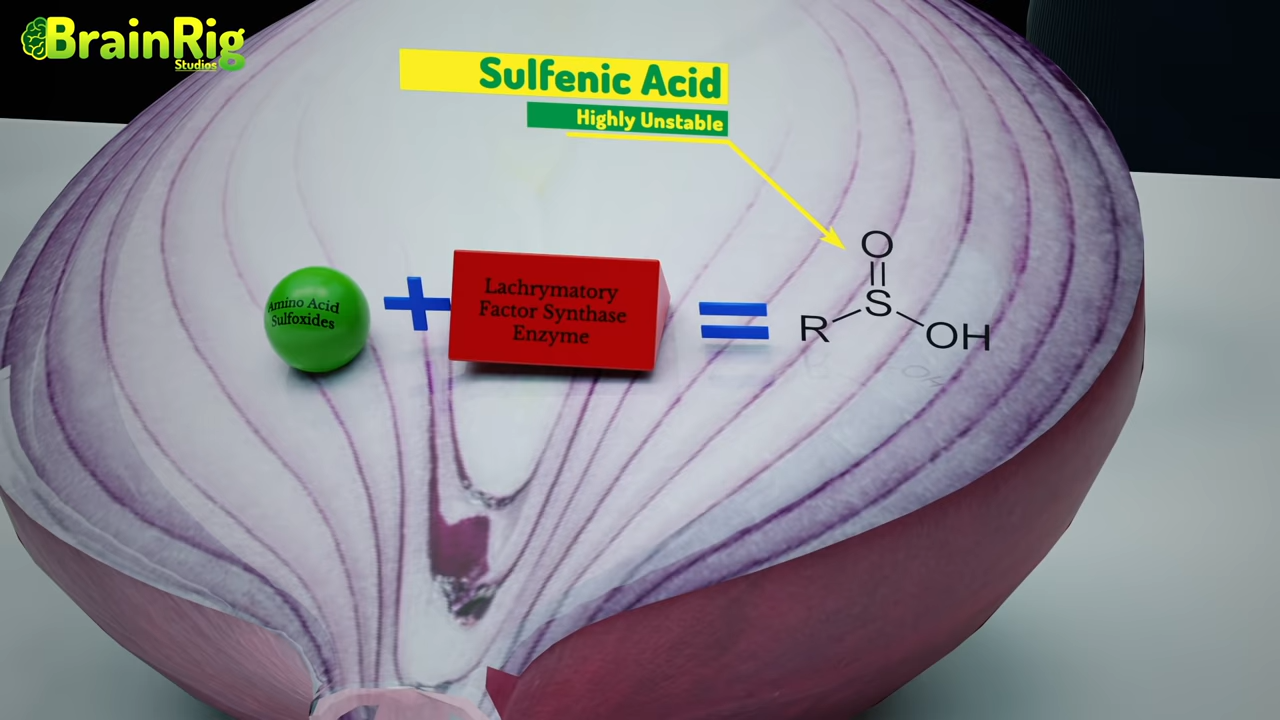 BrainRig
Studios
Sulfenic Acid
Highly Unstable
Amino Acid
Sulfoxides
+
Lachrymatory
Factor Synthase
Enzyme
=
O
S
R
OH